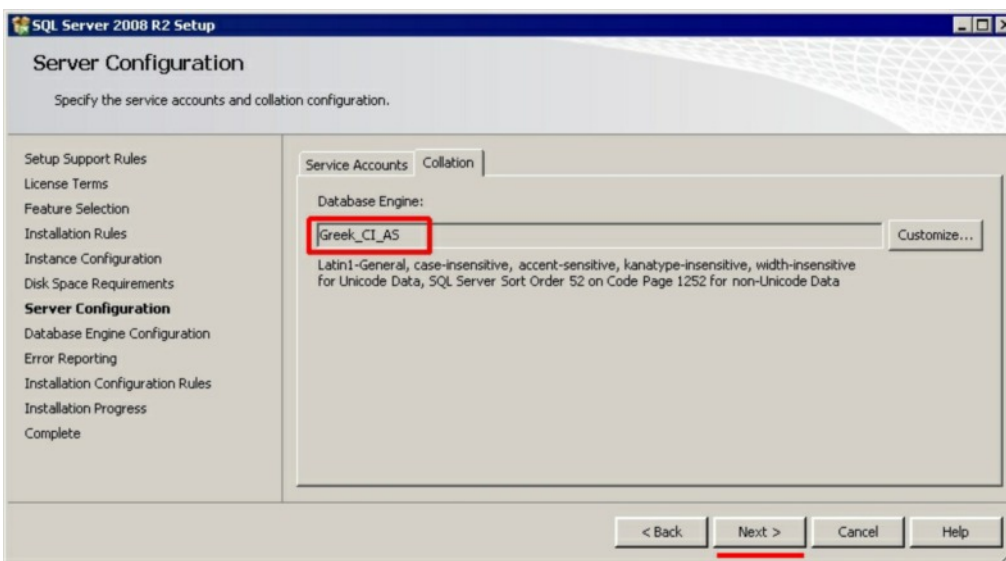 SQL Server 2008 R2 Setup
Server Configuration
Specify the service accounts and collation configuration.
Setup Support Rules
License Terms
Feature Selection
Installation Rules
Instance Configuration
Disk Space Requirements
Server Configuration
Database Engine Configuration
Error Reporting
Installation Configuration Rules
Installation Progress
Complete
Service Accounts
Collation
Database Engine:
Greek_CI_AS
Customize...
Latin1-General, case-insensitive, accent-sensitive, kanatype-insensitive, width-insensitive
for Unicode Data, SQL Server Sort Order 52 on Code Page 1252 for non-Unicode Data
< Back
Next >
Cancel
Help